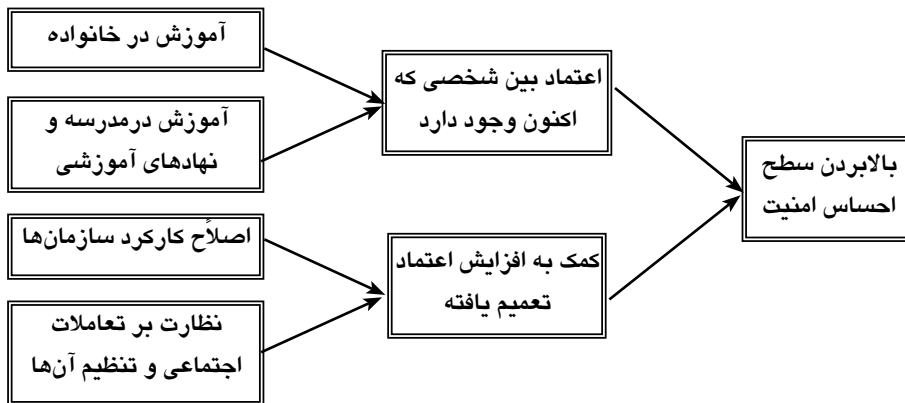 آموزش در خانواده
آموزش درمدرسه و
نهادهای آموزشی
اصلاًح کارکرد سازمان‌ها
نظارت بر تعاملات
اجتماعی و تنظیم آن‌ها
اعتماد بین شخصی که
اکنون وجود دارد
کمک به افزایش اعتماد
تعمیم یافته
بالابردن سطح
احساس امنیت